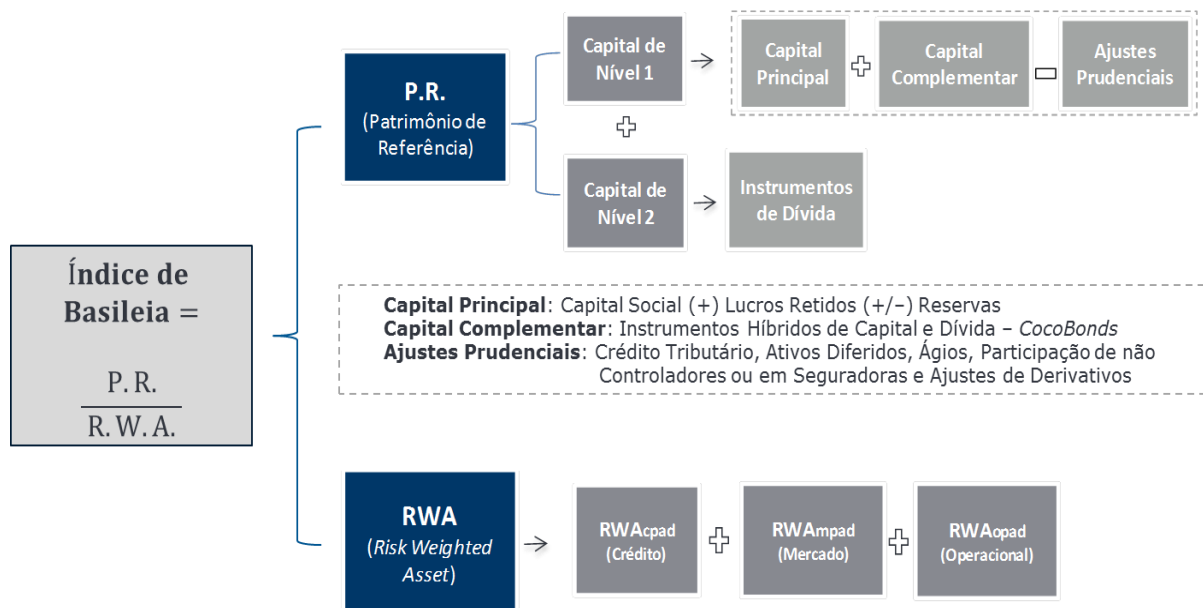 Índice de
Basileia =
P. R.
R. W. A.
P.R.
(Patrimônio de
Referência)
Capital de
Nível 1
Capital
Principal
Capital
Complementar
Ajustes
Prudenciais
Capital de
Nível 2
Instrumentos
de Dívida
Capital Principal: Capital Social (+) Lucros Retidos (+/–) Reservas
Capital Complementar: Instrumentos Híbridos de Capital e Dívida – CocoBonds
Ajustes Prudenciais: Crédito Tributário, Ativos Diferidos, Ágios, Participação de não
Controladores ou em Seguradoras e Ajustes de Derivativos
RWA
(Risk Weighted
Asset)
RWAcpad
(Crédito)
RWAmpad
(Mercado)
RWAopad
(Operacional)